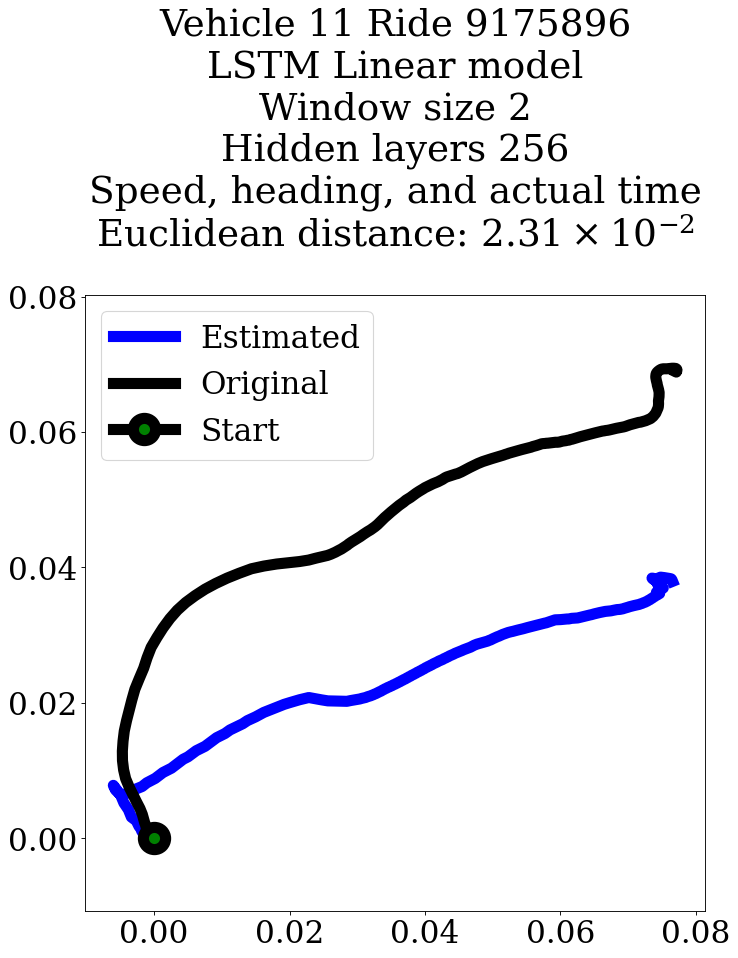 Vehicle 11 Ride 9175896
LSTM Linear model
Window size 2
Hidden layers 256
Speed, heading, and actual time
Euclidean distance: 2.31 × 10⁻²
0.08
Estimated
Original
Start
0.06
0.04
0.02
0.00
0.00 0.02 0.04 0.06 0.08